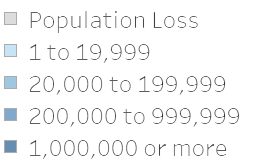 Population Loss
1 to 19,999
20,000 to 199,999
200,000 to 999,999
1,000,000 or more